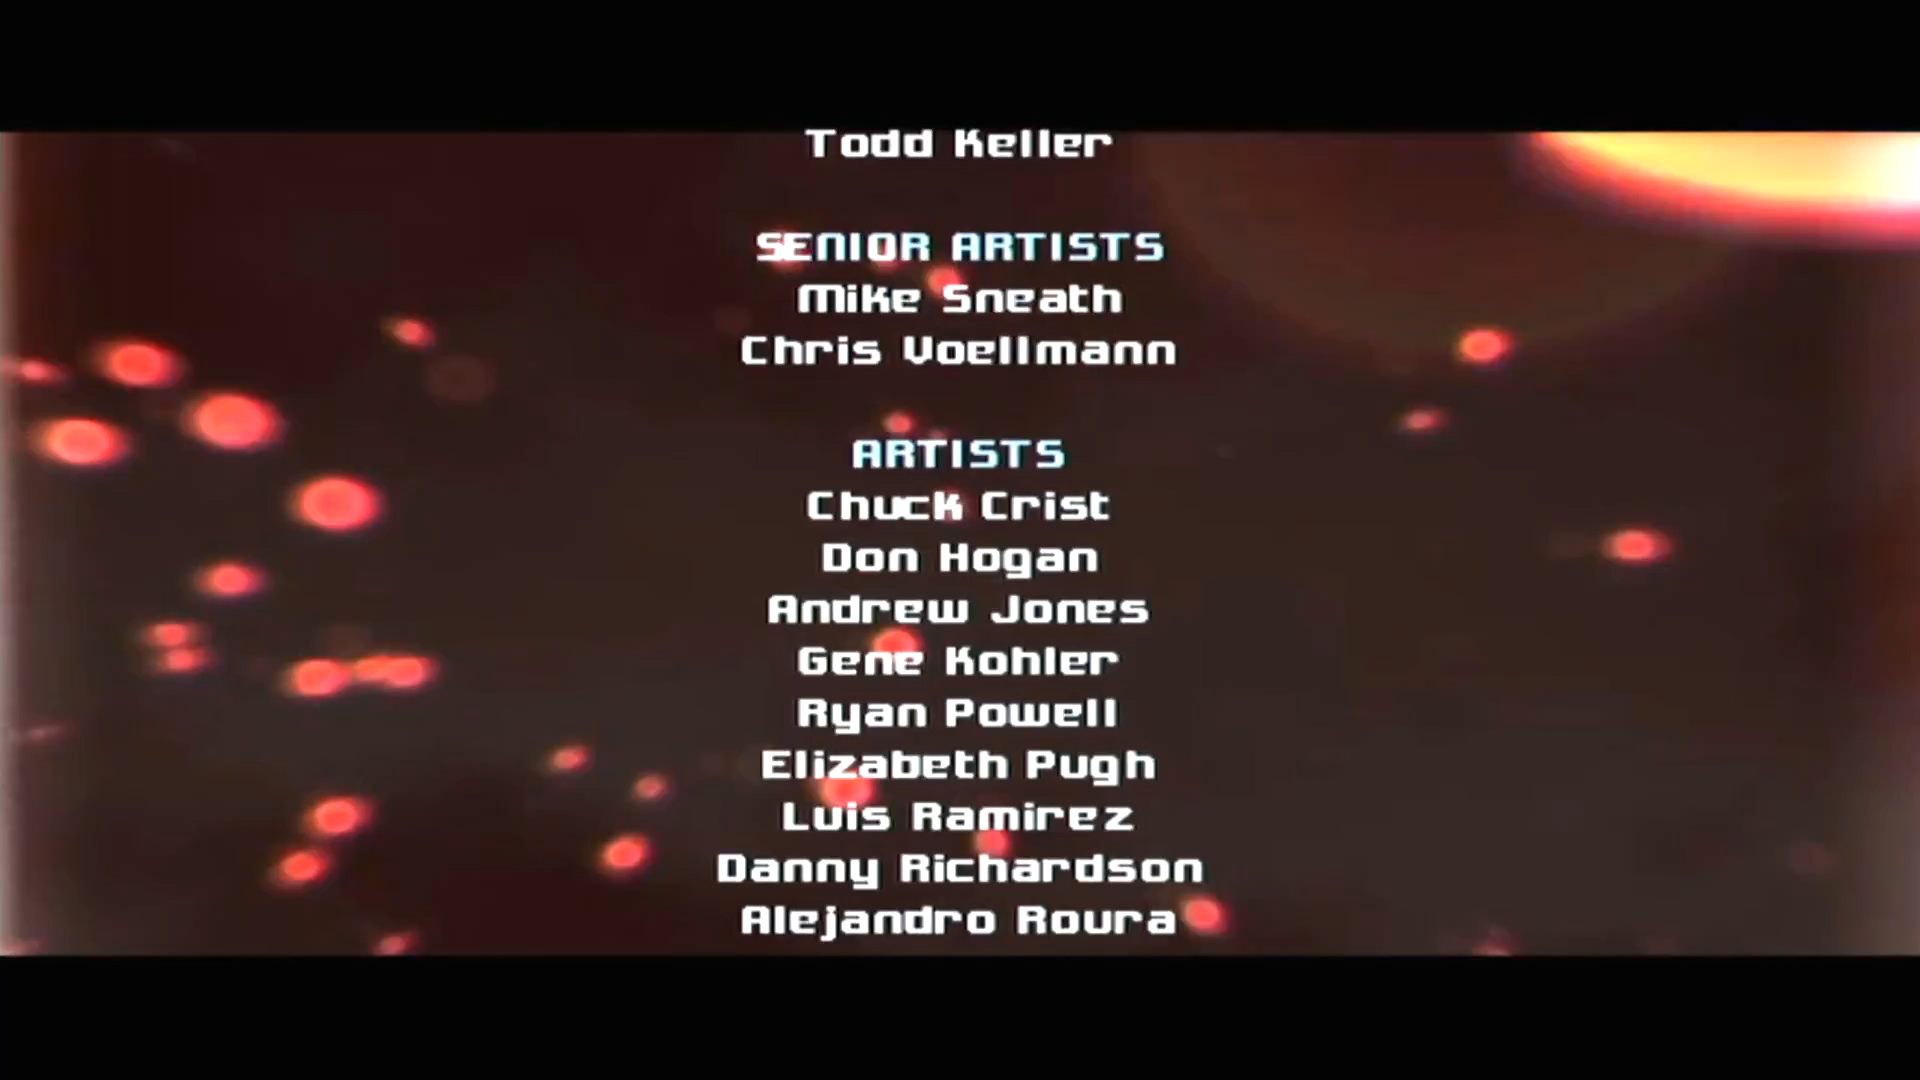 Todd Keller
SENIOR ARTISTS
Mike Sneath
Chris Voellmann
ARTISTS
Chuck Crist
Don Hogan
Andrew Jones
Gene Kohler
Ryan Powell
Elizabeth Pugh
Luis Ramirez
Danny Richardson
Alejandro Roura